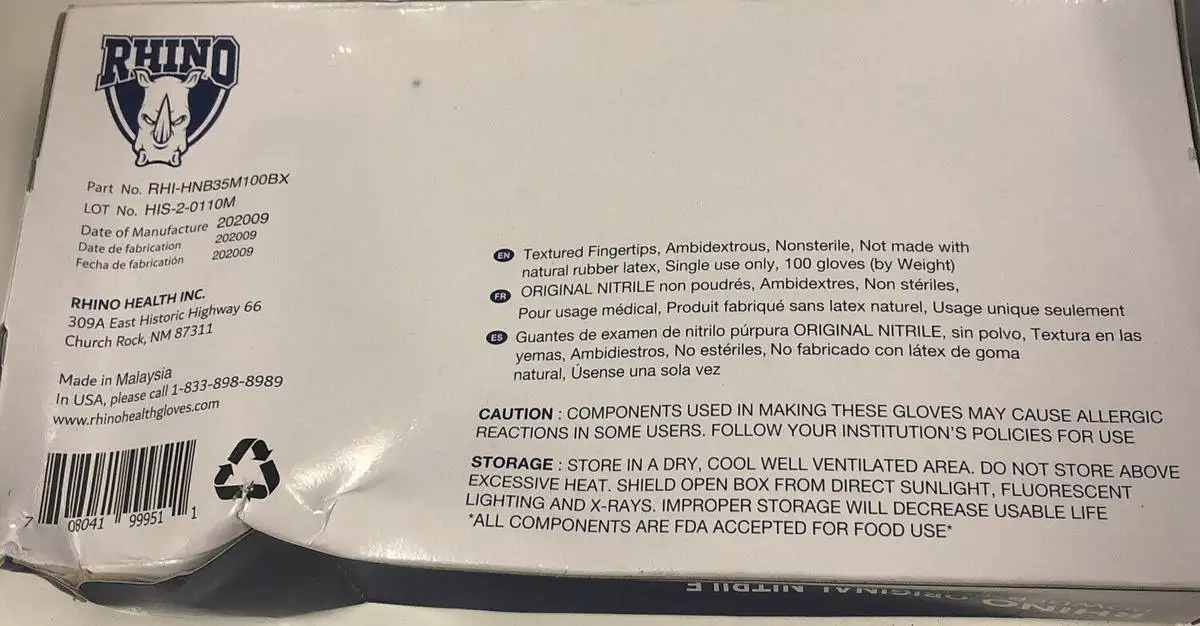 RHINO
Part No. RHI-HNB35M100BX
LOT No. HIS-2-0110M
Date of Manufacture 202009
Date de fabrication 202009
Fecha de fabricatión 202009
RHINO HEALTH INC.
309A East Historic Highway 66
Church Rock, NM 87311
Made in Malaysia
In USA, please call 1-833-898-8989
www.rhinohealthgloves.com
7 08041 99951 1
EN Textured Fingertips, Ambidextrous, Nonsterile, Not made with
natural rubber latex, Single use only, 100 gloves (by Weight)
FR ORIGINAL NITRILE non poudrés, Ambidextres, Non stériles,
Pour usage médical, Produit fabriqué sans latex naturel, Usage unique seulement
ES Guantes de examen de nitrilo púrpura ORIGINAL NITRILE, sin polvo, Textura en las
yemas, Ambidiestros, No estériles, No fabricado con látex de goma
natural, Úsense una sola vez
CAUTION : COMPONENTS USED IN MAKING THESE GLOVES MAY CAUSE ALLERGIC
REACTIONS IN SOME USERS. FOLLOW YOUR INSTITUTION'S POLICIES FOR USE
STORAGE : STORE IN A DRY, COOL WELL VENTILATED AREA. DO NOT STORE ABOVE
EXCESSIVE HEAT. SHIELD OPEN BOX FROM DIRECT SUNLIGHT, FLUORESCENT
LIGHTING AND X-RAYS. IMPROPER STORAGE WILL DECREASE USABLE LIFE
*ALL COMPONENTS ARE FDA ACCEPTED FOR FOOD USE*
RHINO ORIGINAL NITRILE